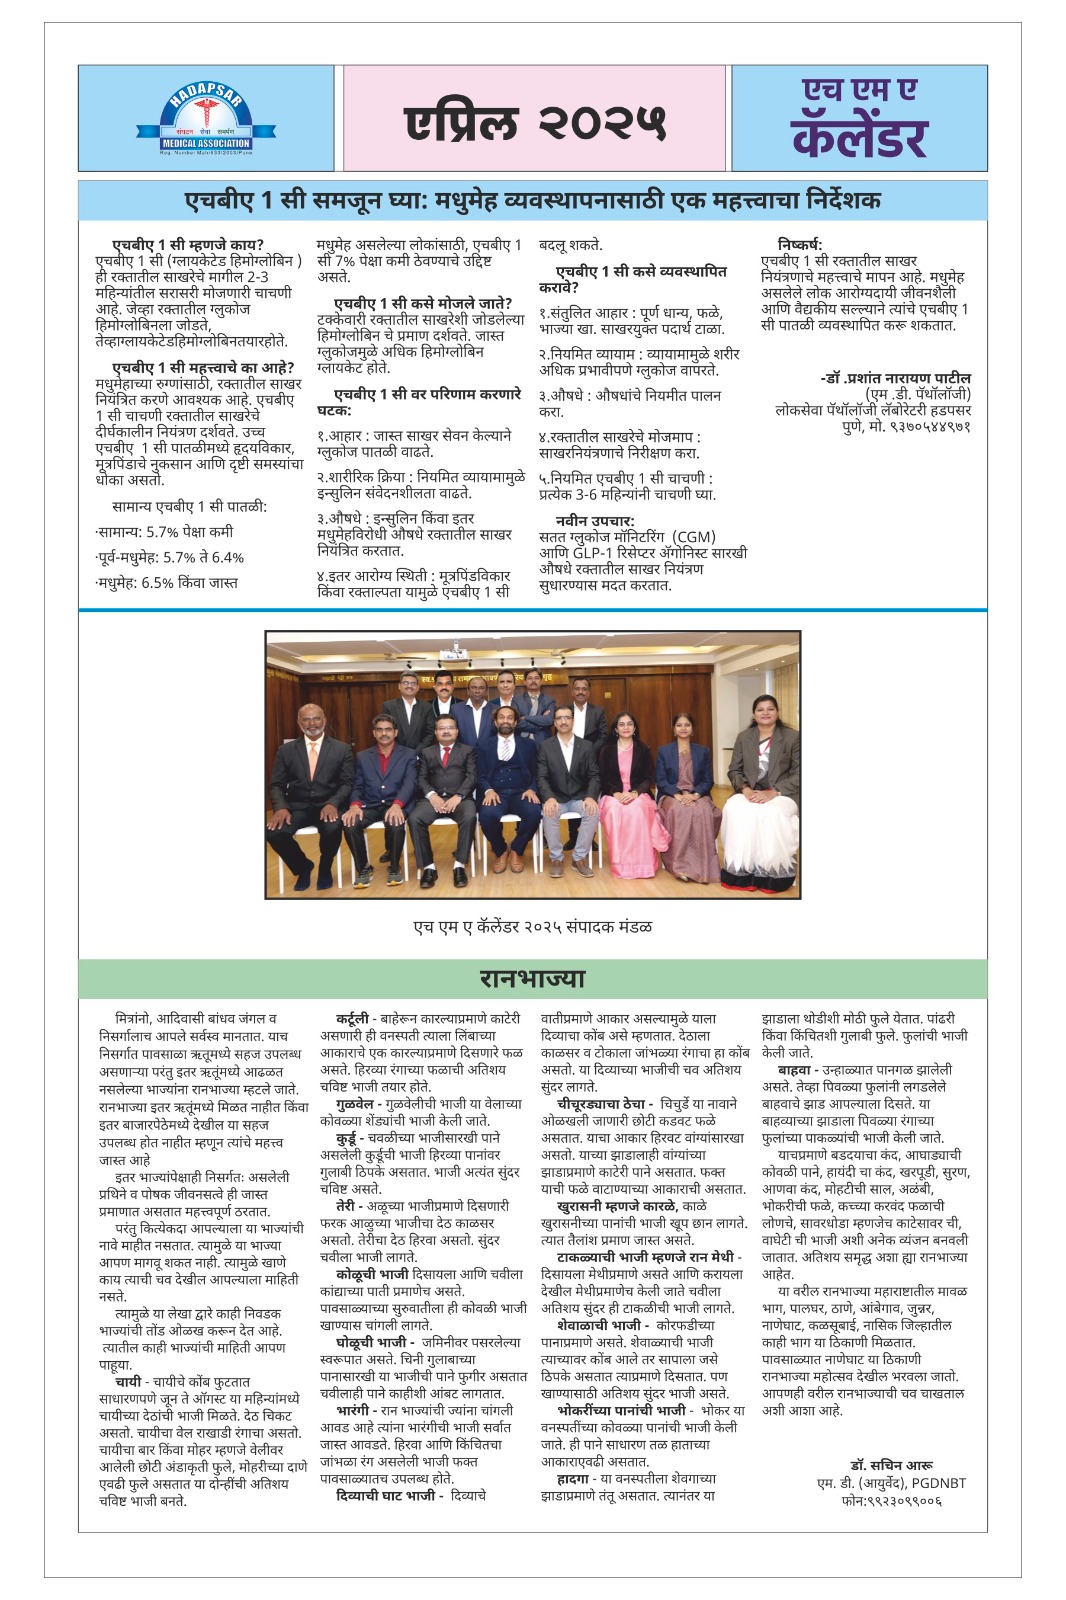 HADAPSAR
संघटन सेवा समर्पण
MEDICAL ASSOCIATION
एप्रिल २०२५
एच एम ए
कॅलेंडर
एचबीए 1 सी समजून घ्या: मधुमेह व्यवस्थापनासाठी एक महत्त्वाचा निर्देशक
एचबीए 1 सी म्हणजे काय?
एचबीए 1 सी (ग्लायकेटेड हिमोग्लोबिन )
ही रक्तातील साखरेचे मागील 2-3
महिन्यांतील सरासरी मोजणारी चाचणी
आहे. जेव्हा रक्तातील ग्लुकोज
हिमोग्लोबिनला जोडते,
तेव्हाग्लायकेटेडहिमोग्लोबिनतयारहोते.
एचबीए 1 सी महत्त्वाचे का आहे?
मधुमेहाच्या रुग्णांसाठी, रक्तातील साखर
नियंत्रित करणे आवश्यक आहे. एचबीए
1 सी चाचणी रक्तातील साखरेचे
दीर्घकालीन नियंत्रण दर्शवते. उच्च
एचबीए 1 सी पातळीमध्ये हृदयविकार,
मूत्रपिंडाचे नुकसान आणि दृष्टी समस्यांचा
धोका असतो.
सामान्य एचबीए 1 सी पातळी:
·सामान्य: 5.7% पेक्षा कमी
·पूर्व-मधुमेह: 5.7% ते 6.4%
·मधुमेह: 6.5% किंवा जास्त
मधुमेह असलेल्या लोकांसाठी, एचबीए 1
सी 7% पेक्षा कमी ठेवण्याचे उद्दिष्ट
असते.
एचबीए 1 सी कसे मोजले जाते?
टक्केवारी रक्तातील साखरेशी जोडलेल्या
हिमोग्लोबिन चे प्रमाण दर्शवते. जास्त
ग्लुकोजमुळे अधिक हिमोग्लोबिन
ग्लायकेट होते.
एचबीए 1 सी वर परिणाम करणारे
घटक:
१.आहार : जास्त साखर सेवन केल्याने
ग्लुकोज पातळी वाढते.
२.शारीरिक क्रिया : नियमित व्यायामामुळे
इन्सुलिन संवेदनशीलता वाढते.
३.औषधे : इन्सुलिन किंवा इतर
मधुमेहविरोधी औषधे रक्तातील साखर
नियंत्रित करतात.
४.इतर आरोग्य स्थिती : मूत्रपिंडविकार
किंवा रक्ताल्पता यामुळे एचबीए 1 सी
बदलू शकते.
एचबीए 1 सी कसे व्यवस्थापित
करावे?
१.संतुलित आहार : पूर्ण धान्य, फळे,
भाज्या खा. साखरयुक्त पदार्थ टाळा.
२.नियमित व्यायाम : व्यायामामुळे शरीर
अधिक प्रभावीपणे ग्लुकोज वापरते.
३.औषधे : औषधांचे नियमीत पालन
करा.
४.रक्तातील साखरेचे मोजमाप :
साखरनियंत्रणाचे निरीक्षण करा.
५.नियमित एचबीए 1 सी चाचणी :
प्रत्येक 3-6 महिन्यांनी चाचणी घ्या.
नवीन उपचार:
सतत ग्लुकोज मॉनिटरिंग (CGM)
आणि GLP-1 रिसेप्टर अ‍ॅगोनिस्ट सारखी
औषधे रक्तातील साखर नियंत्रण
सुधारण्यास मदत करतात.
निष्कर्ष:
एचबीए 1 सी रक्तातील साखर
नियंत्रणाचे महत्त्वाचे मापन आहे. मधुमेह
असलेले लोक आरोग्यदायी जीवनशैली
आणि वैद्यकीय सल्ल्याने त्यांचे एचबीए 1
सी पातळी व्यवस्थापित करू शकतात.
-डॉ .प्रशांत नारायण पाटील
(एम .डी. पॅथॉलॉजी)
लोकसेवा पॅथॉलॉजी लॅबोरेटरी हडपसर
पुणे, मो. ९३७०५४४९७१
एच एम ए कॅलेंडर २०२५ संपादक मंडळ
रानभाज्या
मित्रांनो, आदिवासी बांधव जंगल व
निसर्गालाच आपले सर्वस्व मानतात. याच
निसर्गात पावसाळा ऋतूमध्ये सहज उपलब्ध
असणाऱ्या परंतु इतर ऋतूंमध्ये आढळत
नसलेल्या भाज्यांना रानभाज्या म्हटले जाते.
रानभाज्या इतर ऋतूंमध्ये मिळत नाहीत किंवा
इतर बाजारपेठेमध्ये देखील या सहज
उपलब्ध होत नाहीत म्हणून त्यांचे महत्त्व
जास्त आहे
इतर भाज्यांपेक्षाही निसर्गतः असलेली
प्रथिने व पोषक जीवनसत्वे ही जास्त
प्रमाणात असतात महत्त्वपूर्ण ठरतात.
परंतु कित्येकदा आपल्याला या भाज्यांची
नावे माहीत नसतात. त्यामुळे या भाज्या
आपण मागवू शकत नाही. त्यामुळे खाणे
काय त्याची चव देखील आपल्याला माहिती
नसते.
त्यामुळे या लेखा द्वारे काही निवडक
भाज्यांची तोंड ओळख करून देत आहे.
त्यातील काही भाज्यांची माहिती आपण
पाहूया.
चायी - चायीचे कोंब फुटतात
साधारणपणे जून ते ऑगस्ट या महिन्यांमध्ये
चायीच्या देठांची भाजी मिळते. देठ चिकट
असतो. चायीचा वेल राखाडी रंगाचा असतो.
चायीचा बार किंवा मोहर म्हणजे वेलीवर
आलेली छोटी अंडाकृती फुले, मोहरीच्या दाणे
एवढी फुले असतात या दोन्हींची अतिशय
चविष्ट भाजी बनते.
कर्टूली - बाहेरून कारल्याप्रमाणे काटेरी
असणारी ही वनस्पती त्याला लिंबाच्या
आकाराचे एक कारल्याप्रमाणे दिसणारे फळ
असते. हिरव्या रंगाच्या फळाची अतिशय
चविष्ट भाजी तयार होते.
गुळवेल - गुळवेलीची भाजी या वेलाच्या
कोवळ्या शेंड्यांची भाजी केली जाते.
कुर्डू - चवळीच्या भाजीसारखी पाने
असलेली कुर्डूची भाजी हिरव्या पानांवर
गुलाबी ठिपके असतात. भाजी अत्यंत सुंदर
चविष्ट असते.
तेरी - अळूच्या भाजीप्रमाणे दिसणारी
फरक आळुच्या भाजीचा देठ काळसर
असतो. तेरीचा देठ हिरवा असतो. सुंदर
चवीला भाजी लागते.
कोळूची भाजी दिसायला आणि चवीला
कांद्याच्या पाती प्रमाणेच असते.
पावसाळ्याच्या सुरुवातीला ही कोवळी भाजी
खाण्यास चांगली लागते.
घोळूची भाजी - जमिनीवर पसरलेल्या
स्वरूपात असते. चिनी गुलाबाच्या
पानासारखी या भाजीची पाने फुगीर असतात
चवीलाही पाने काहीशी आंबट लागतात.
भारंगी - रान भाज्यांची ज्यांना चांगली
आवड आहे त्यांना भारंगीची भाजी सर्वात
जास्त आवडते. हिरवा आणि किंचितचा
जांभळा रंग असलेली भाजी फक्त
पावसाळ्यातच उपलब्ध होते.
दिव्याची घाट भाजी - दिव्याचे
वातीप्रमाणे आकार असल्यामुळे याला
दिव्याचा कोंब असे म्हणतात. देठाला
काळसर व टोकाला जांभळ्या रंगाचा हा कोंब
असतो. या दिव्याच्या भाजीची चव अतिशय
सुंदर लागते.
चीचूरड्याचा ठेचा - चिचुर्डे या नावाने
ओळखली जाणारी छोटी कडवट फळे
असतात. याचा आकार हिरवट वांग्यांसारखा
असतो. याच्या झाडालाही वांग्यांच्या
झाडाप्रमाणे काटेरी पाने असतात. फक्त
याची फळे वाटाण्याच्या आकाराची असतात.
खुरासनी म्हणजे कारळे, काळे
खुरासनीच्या पानांची भाजी खूप छान लागते.
त्यात तैलांश प्रमाण जास्त असते.
टाकळ्याची भाजी म्हणजे रान मेथी -
दिसायला मेथीप्रमाणे असते आणि करायला
देखील मेथीप्रमाणेच केली जाते चवीला
अतिशय सुंदर ही टाकळीची भाजी लागते.
शेवाळाची भाजी - कोरफडीच्या
पानाप्रमाणे असते. शेवाळ्याची भाजी
त्याच्यावर कोंब आले तर सापाला जसे
ठिपके असतात त्याप्रमाणे दिसतात. पण
खाण्यासाठी अतिशय सुंदर भाजी असते.
भोकरींच्या पानांची भाजी - भोकर या
वनस्पतींच्या कोवळ्या पानांची भाजी केली
जाते. ही पाने साधारण तळ हाताच्या
आकाराएवढी असतात.
हादगा - या वनस्पतीला शेवगाच्या
झाडाप्रमाणे तंतू असतात. त्यानंतर या
झाडाला थोडीशी मोठी फुले येतात. पांढरी
किंवा किंचितशी गुलाबी फुले. फुलांची भाजी
केली जाते.
बाहवा - उन्हाळ्यात पानगळ झालेली
असते. तेव्हा पिवळ्या फुलांनी लगडलेले
बाहवाचे झाड आपल्याला दिसते. या
बाहव्याच्या झाडाला पिवळ्या रंगाच्या
फुलांच्या पाकळ्यांची भाजी केली जाते.
याचप्रमाणे बडदयाचा कंद, आघाड्याची
कोवळी पाने, हायंदी चा कंद, खरपूडी, सुरण,
आणवा कंद, मोहटीची साल, अळंबी,
भोकरीची फळे, कच्च्या करवंद फळाची
लोणचे, सावरधोडा म्हणजेच काटेसावर ची,
वाघेटी ची भाजी अशी अनेक व्यंजन बनवली
जातात. अतिशय समृद्ध अशा ह्या रानभाज्या
आहेत.
या वरील रानभाज्या महाराष्टातील मावळ
भाग, पालघर, ठाणे, आंबेगाव, जुन्नर,
नाणेघाट, कळसूबाई, नासिक जिल्हातील
काही भाग या ठिकाणी मिळतात.
पावसाळ्यात नाणेघाट या ठिकाणी
रानभाज्या महोत्सव देखील भरवला जातो.
आपणही वरील रानभाज्याची चव चाखताल
अशी आशा आहे.
डॉ. सचिन आरू
एम. डी. (आयुर्वेद), PGDNBT
फोन:९९२३०९९००६